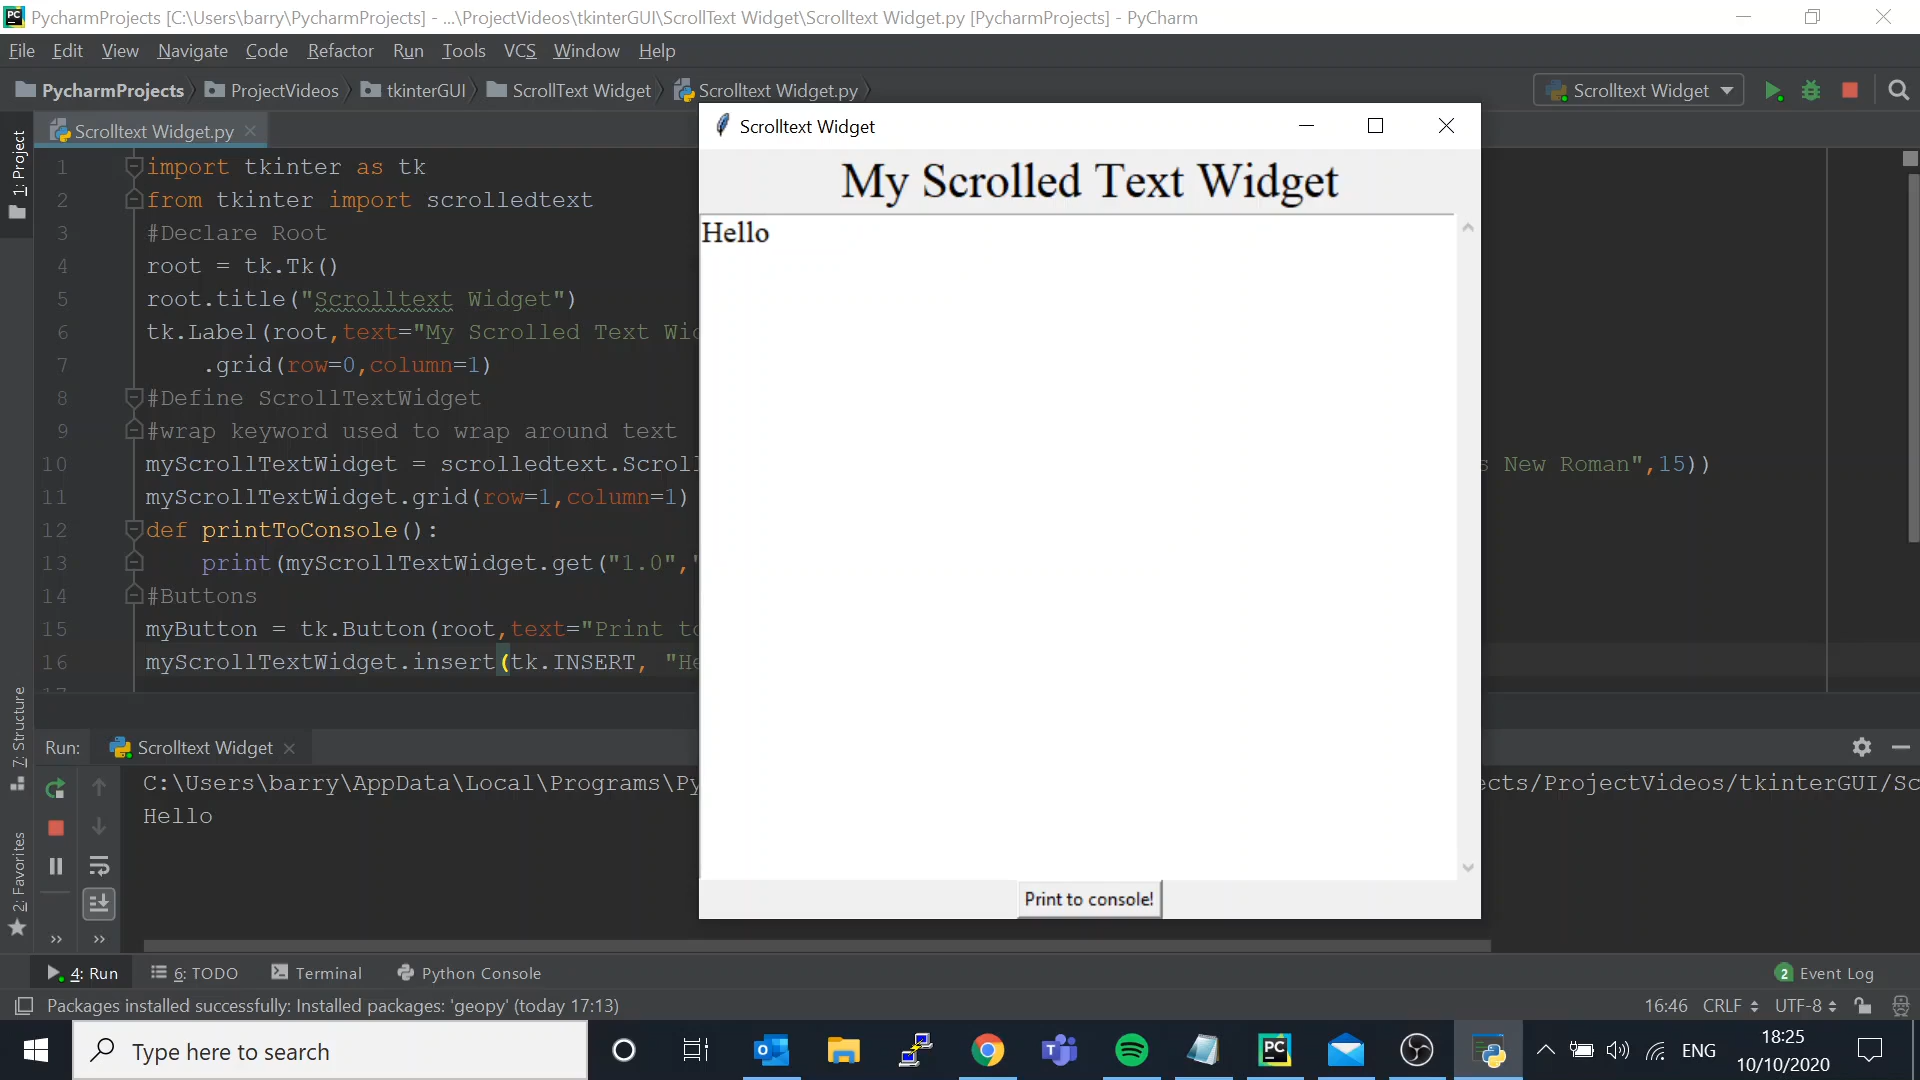 PycharmProjects [C:\Users\barry\PycharmProjects] - ...\ProjectVideos\tkinterGUI\ScrollText Widget\Scrolltext Widget.py [PycharmProjects] - PyCharm
File Edit View Navigate Code Refactor Run Tools VCS Window Help
PycharmProjects ProjectVideos tkinterGUI ScrollText Widget Scrolltext Widget.py Scrolltext Widget
Scrolltext Widget.py
1: Project
1 import tkinter as tk
2 from tkinter import scrolledtext
3 #Declare Root
4 root = tk.Tk()
5 root.title("Scrolltext Widget")
6 tk.Label(root,text="My Scrolled Text Wid
7 .grid(row=0,column=1)
8 #Define ScrollTextWidget
9 #wrap keyword used to wrap around text
10 myScrollTextWidget = scrolledtext.Scroll s New Roman",15))
11 myScrollTextWidget.grid(row=1,column=1)
12 def printToConsole():
13 print(myScrollTextWidget.get("1.0",
14 #Buttons
15 myButton = tk.Button(root,text="Print to
16 myScrollTextWidget.insert(tk.INSERT, "He
17
Scrolltext Widget
My Scrolled Text Widget
Hello
Print to console!
7: Structure
2: Favorites
Run: Scrolltext Widget
C:\Users\barry\AppData\Local\Programs\Py ects/ProjectVideos/tkinterGUI/Sc
Hello
4: Run 6: TODO Terminal Python Console 2 Event Log
Packages installed successfully: Installed packages: 'geopy' (today 17:13) 16:46 CRLF UTF-8
Type here to search
ENG
18:25
10/10/2020